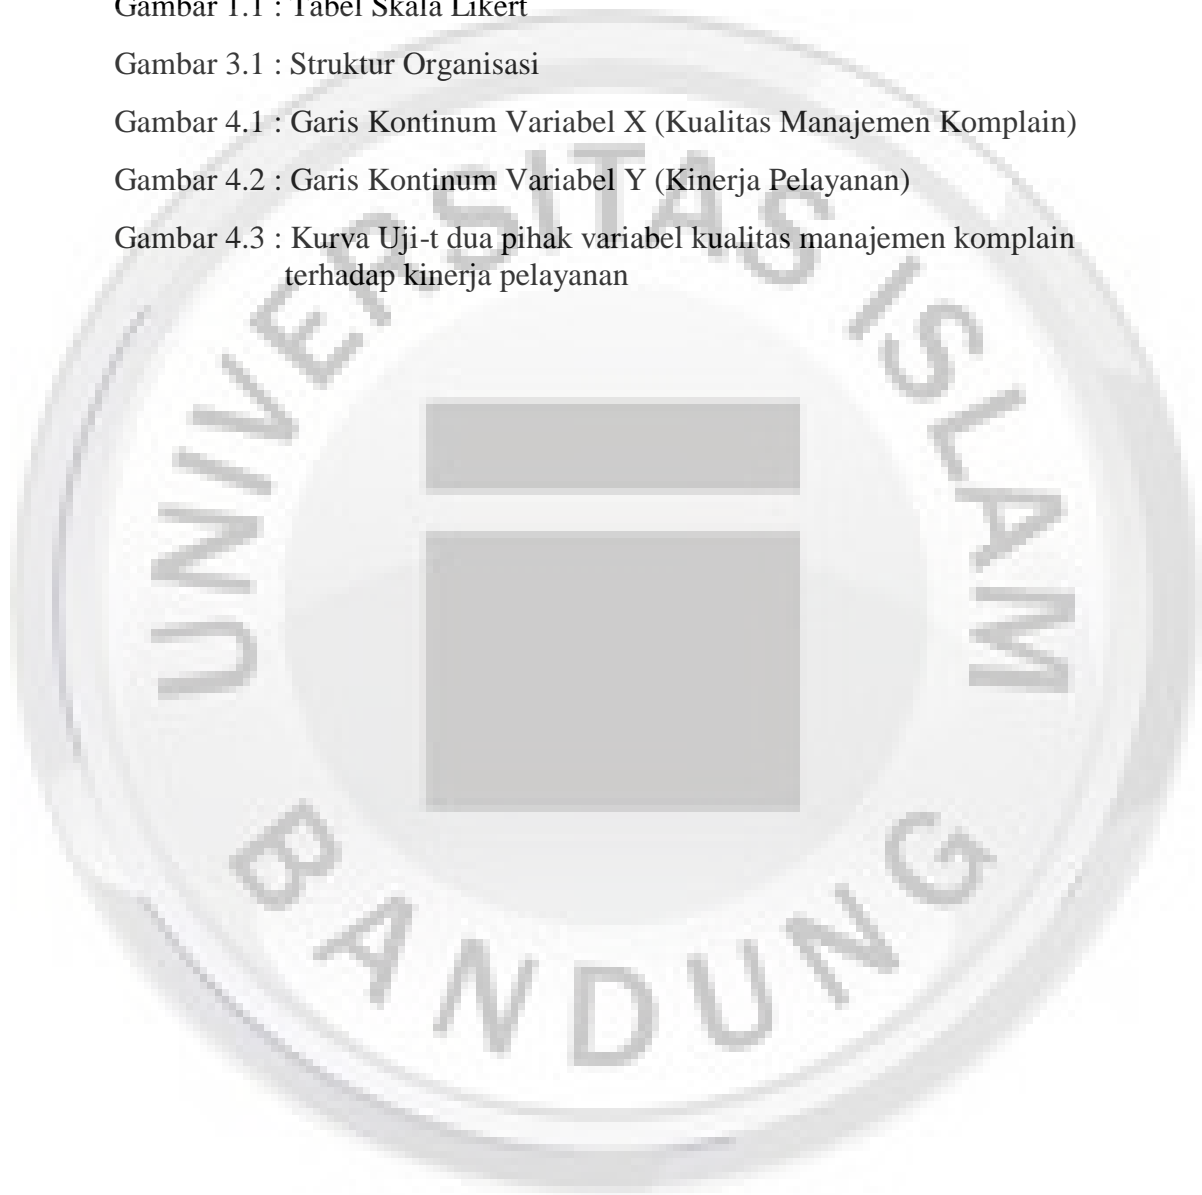 Gambar 1.1 : Tabel Skala Likert
Gambar 3.1 : Struktur Organisasi
Gambar 4.1 : Garis Kontinum Variabel X (Kualitas Manajemen Komplain)
Gambar 4.2 : Garis Kontinum Variabel Y (Kinerja Pelayanan)
Gambar 4.3 : Kurva Uji-t dua pihak variabel kualitas manajemen komplain
terhadap kinerja pelayanan
UNIVERSITAS ISLAM
BANDUNG